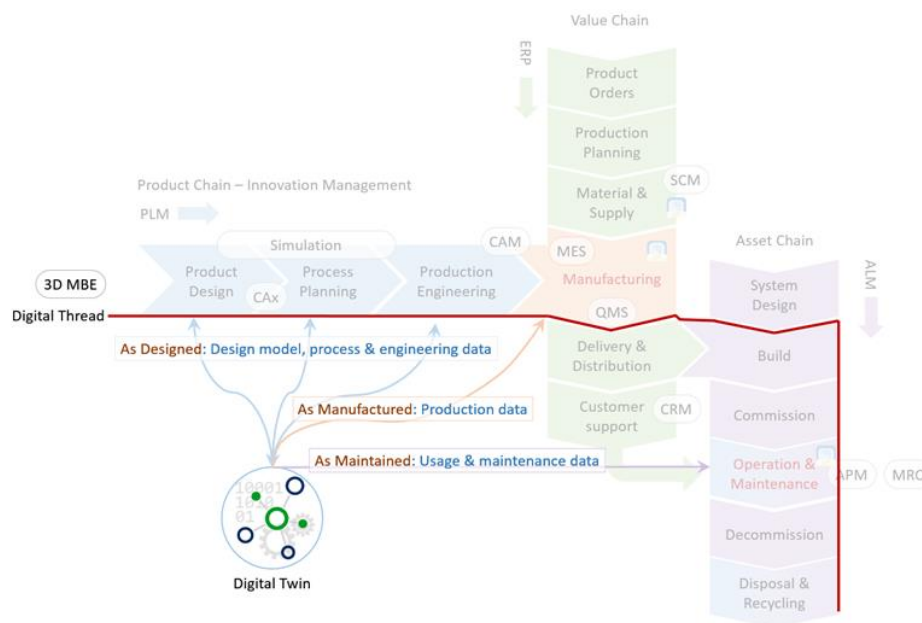 Value Chain
ERP
Product
Orders
Production
Planning
Material &
Supply
SCM
Product Chain – Innovation Management
PLM
Simulation
CAM
MES
Asset Chain
ALM
Product
Design
CAx
Process
Planning
Production
Engineering
Manufacturing
System
Design
3D MBE
Digital Thread
QMS
As Designed: Design model, process & engineering data
Delivery &
Distribution
Build
As Manufactured: Production data
Customer
support
CRM
Commission
As Maintained: Usage & maintenance data
Operation &
Maintenance
APM
MRO
10001
1010
01
Decommission
Digital Twin
Disposal &
Recycling